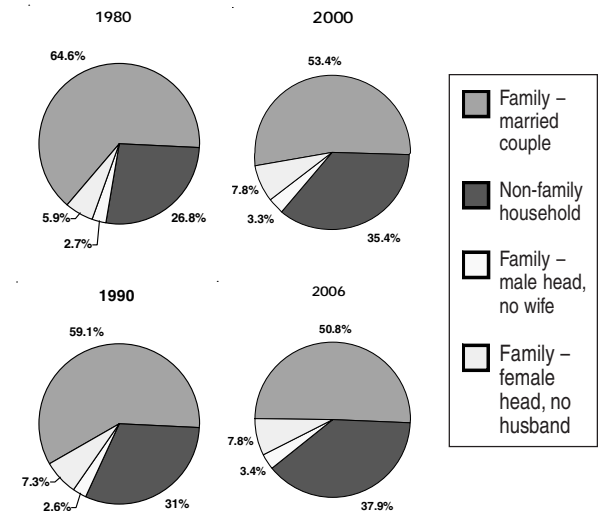 1980
64.6%
5.9%
2.7%
26.8%
2000
53.4%
7.8%
3.3%
35.4%
1990
59.1%
7.3%
2.6%
31%
2006
50.8%
7.8%
3.4%
37.9%
Family –
married
couple
Non-family
household
Family –
male head,
no wife
Family –
female
head, no
husband